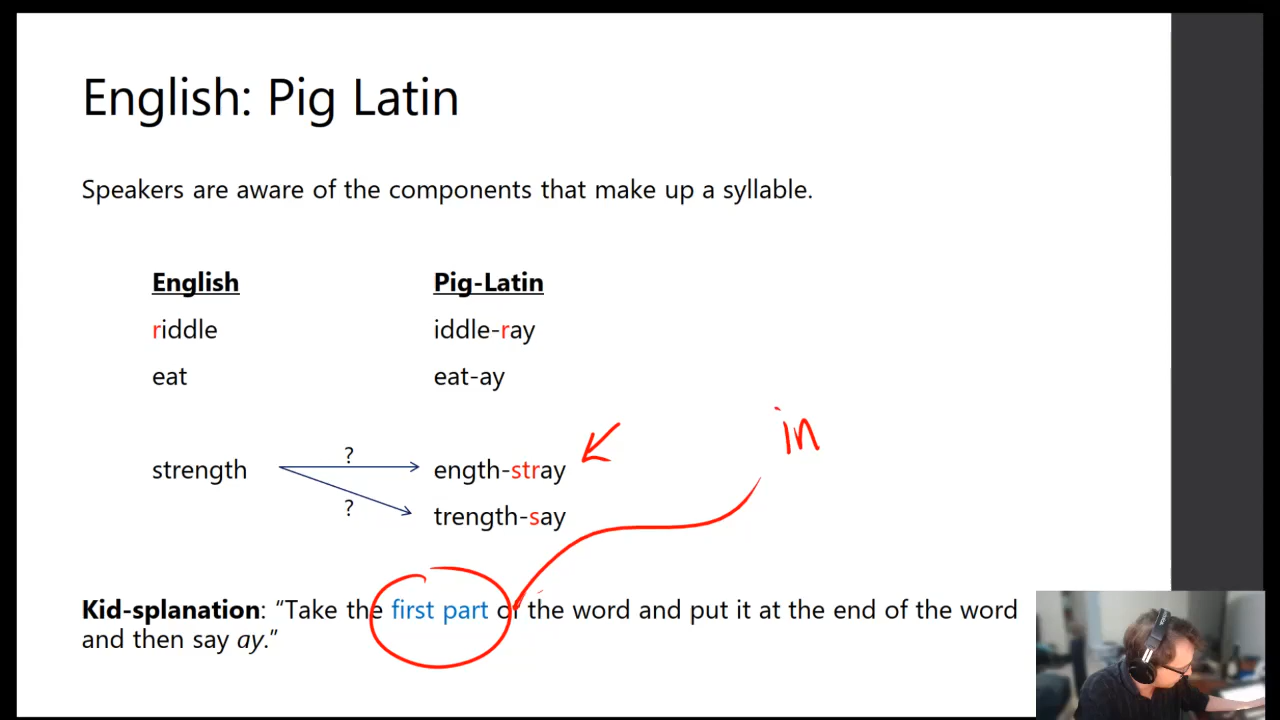 English: Pig Latin
Speakers are aware of the components that make up a syllable.
English Pig-Latin
riddle iddle-ray
eat eat-ay
in
?
strength ength-stray
?
trength-say
Kid-splanation: “Take the first part of the word and put it at the end of the word
and then say ay.”